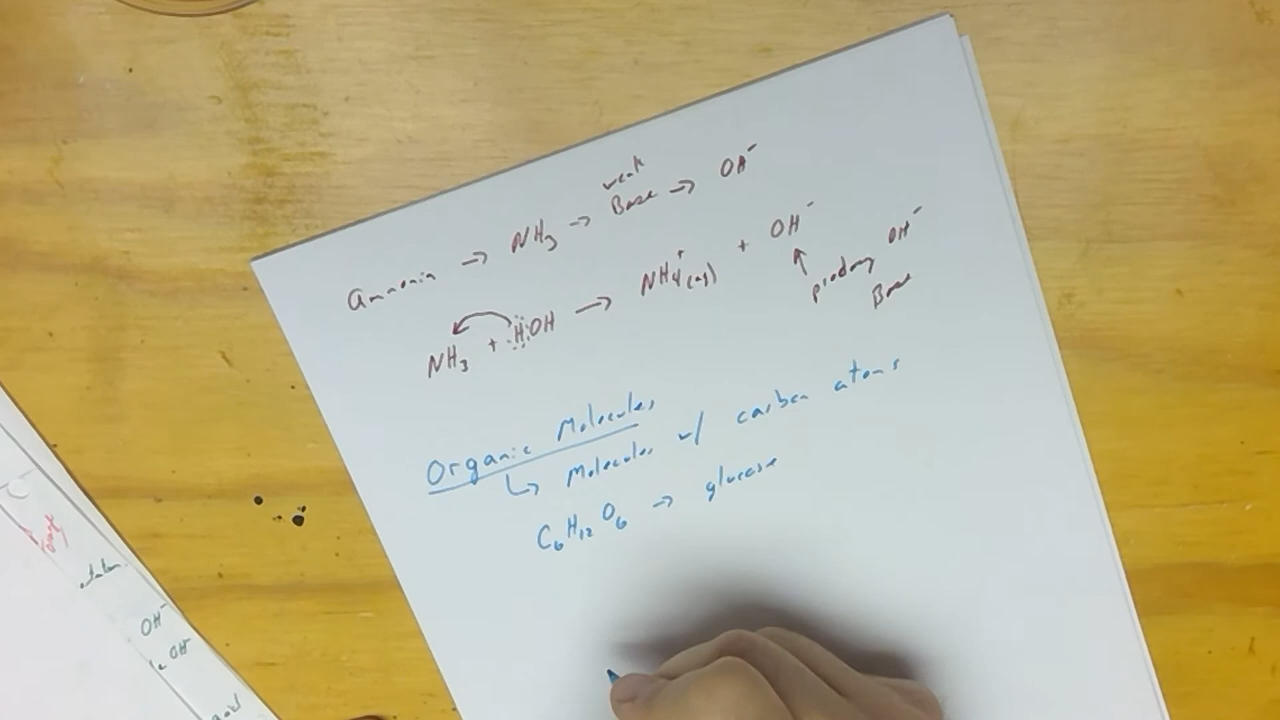 weak
Ammonia → NH3 → Base → OH⁻
NH3 + HOH → NH4⁺(aq) + OH⁻
OH⁻
Base
Organic Molecules
↳ Molecules w/ carbon atoms
C6H12O6 → glucose
OH⁻
OH⁻